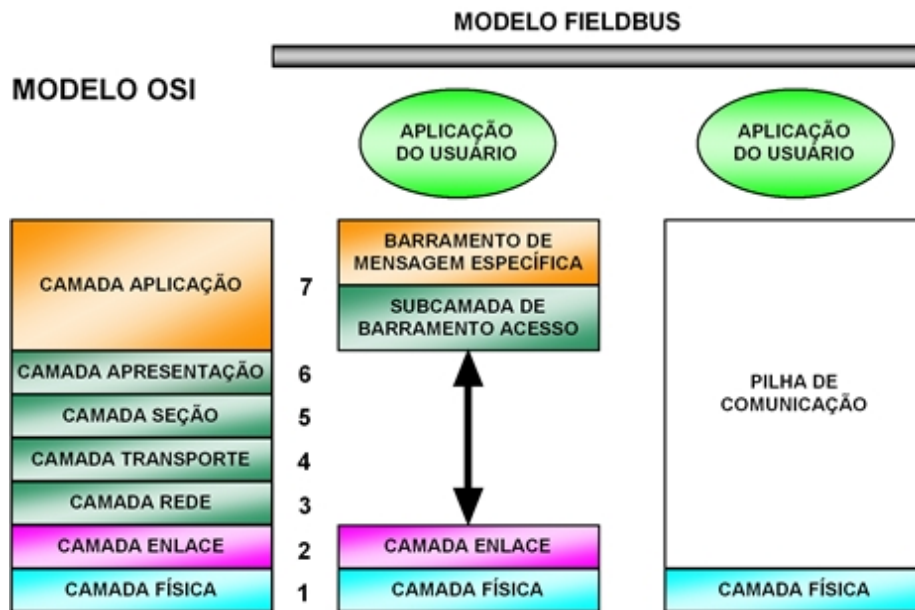 MODELO FIELDBUS
MODELO OSI
APLICAÇÃO
DO USUÁRIO
APLICAÇÃO
DO USUÁRIO
CAMADA APLICAÇÃO
7
BARRAMENTO DE
MENSAGEM ESPECÍFICA
SUBCAMADA DE
BARRAMENTO ACESSO
CAMADA APRESENTAÇÃO
6
CAMADA SEÇÃO
5
CAMADA TRANSPORTE
4
CAMADA REDE
3
CAMADA ENLACE
2
CAMADA ENLACE
PILHA DE
COMUNICAÇÃO
CAMADA FÍSICA
1
CAMADA FÍSICA
CAMADA FÍSICA